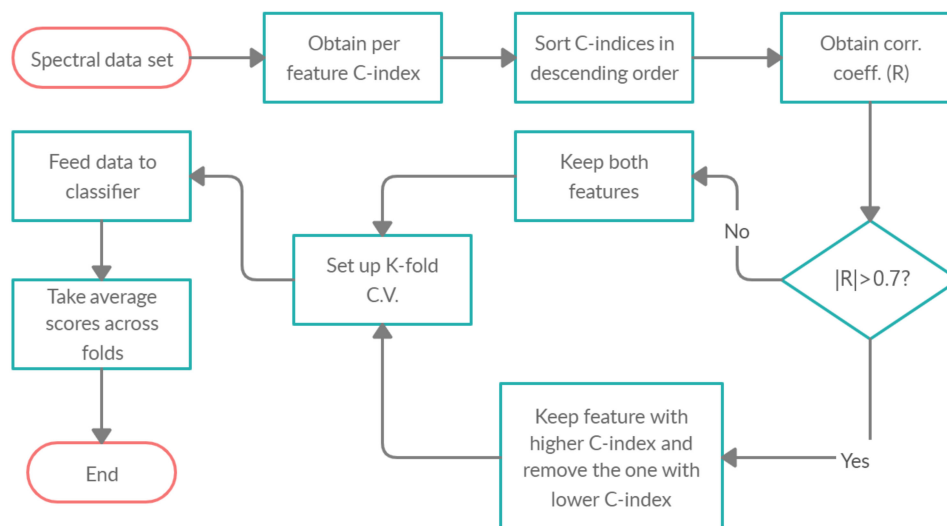 Spectral data set
Obtain per
feature C-index
Sort C-indices in
descending order
Obtain corr.
coeff. (R)
|R|>0.7?
No
Keep both
features
Yes
Keep feature with
higher C-index and
remove the one with
lower C-index
Set up K-fold
C.V.
Feed data to
classifier
Take average
scores across
folds
End